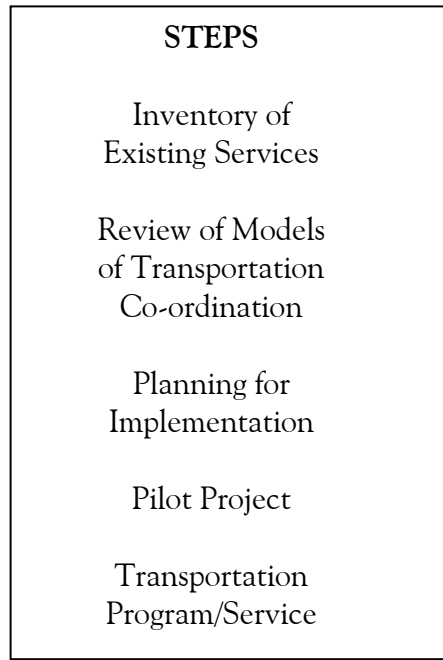 STEPS
Inventory of
Existing Services
Review of Models
of Transportation
Co-ordination
Planning for
Implementation
Pilot Project
Transportation
Program/Service